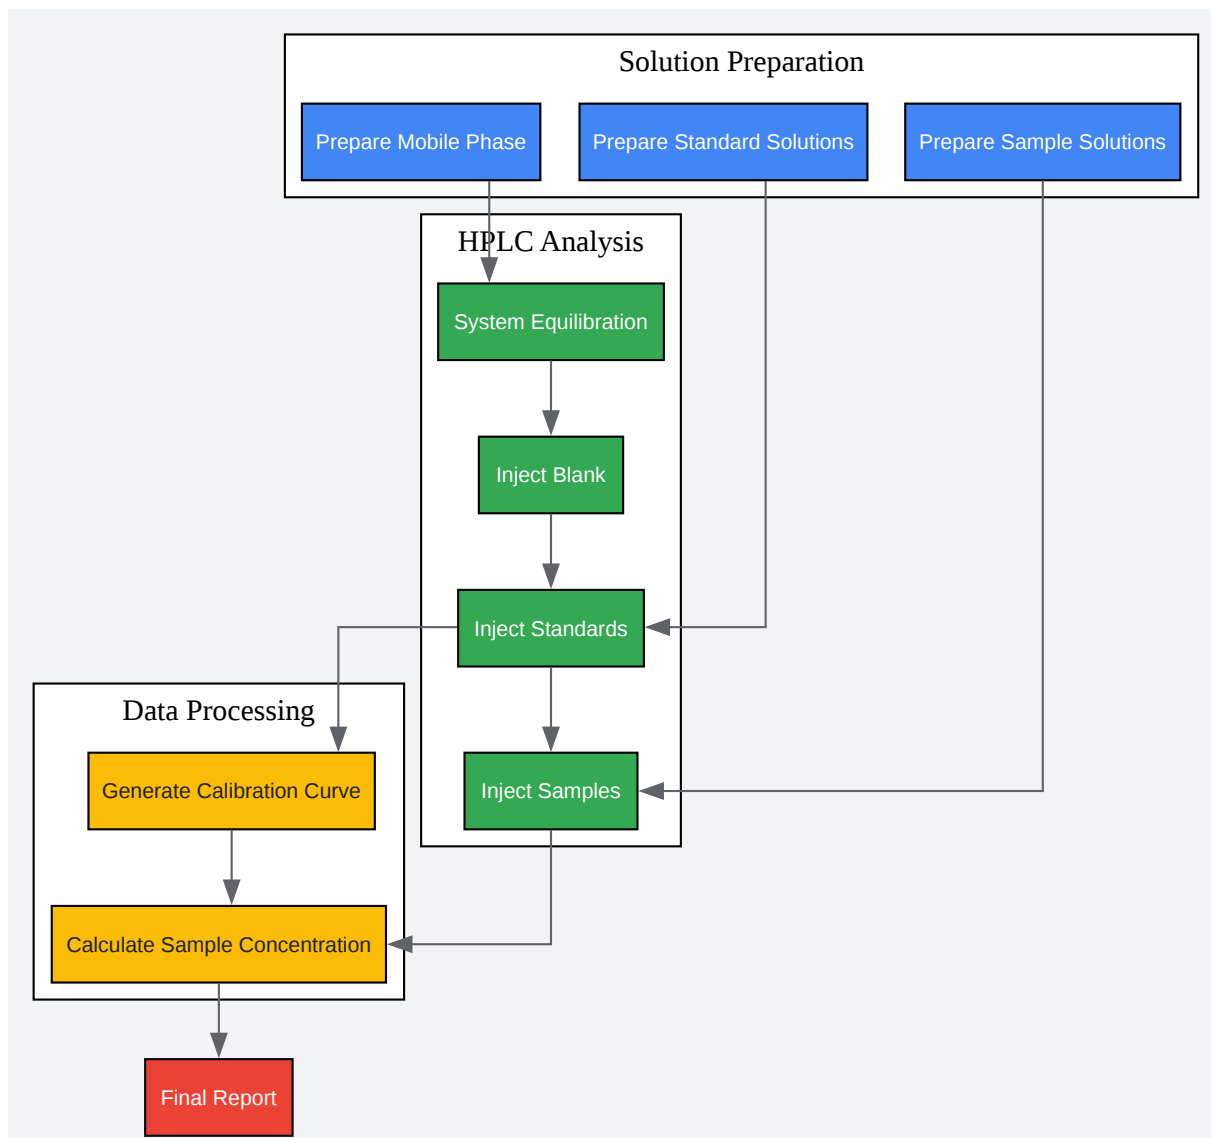 Solution Preparation
Prepare Mobile Phase
Prepare Standard Solutions
Prepare Sample Solutions
HPLC Analysis
System Equilibration
Inject Blank
Inject Standards
Inject Samples
Data Processing
Generate Calibration Curve
Calculate Sample Concentration
Final Report